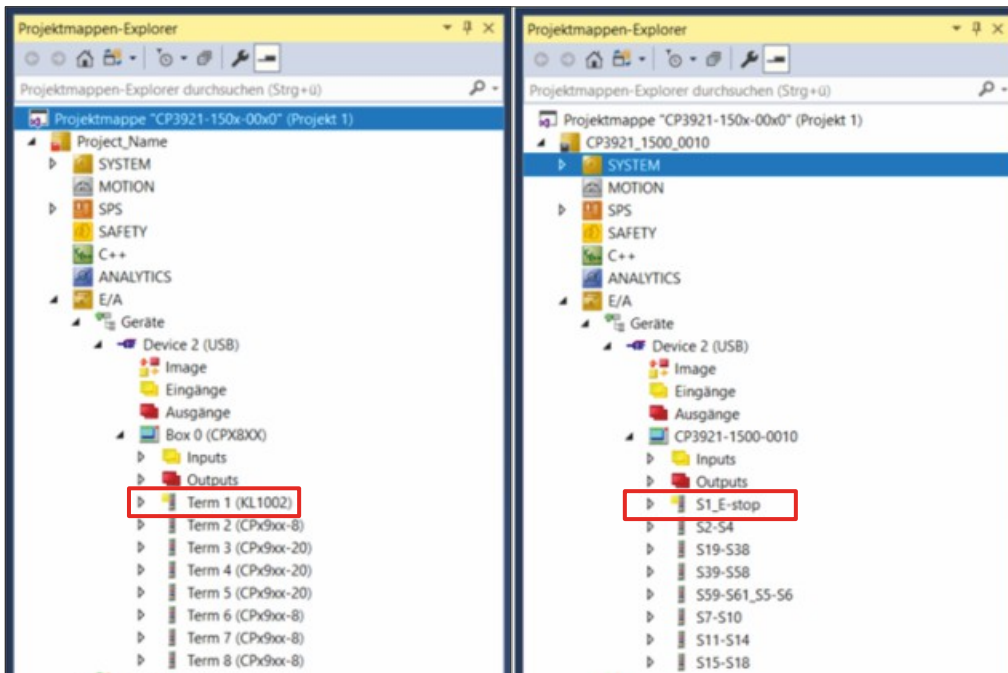 Projektmappen-Explorer
Projektmappen-Explorer durchsuchen (Strg+ü)
Projektmappe "CP3921-150x-00x0" (Projekt 1)
Project_Name
SYSTEM
MOTION
SPS
SAFETY
C++
ANALYTICS
E/A
Geräte
Device 2 (USB)
Image
Eingänge
Ausgänge
Box 0 (CPX8XX)
Inputs
Outputs
Term 1 (KL1002)
Term 2 (CPx9xx-8)
Term 3 (CPx9xx-20)
Term 4 (CPx9xx-20)
Term 5 (CPx9xx-20)
Term 6 (CPx9xx-8)
Term 7 (CPx9xx-8)
Term 8 (CPx9xx-8)
Projektmappen-Explorer
Projektmappen-Explorer durchsuchen (Strg+ü)
Projektmappe "CP3921-150x-00x0" (Projekt 1)
CP3921_1500_0010
SYSTEM
MOTION
SPS
SAFETY
C++
ANALYTICS
E/A
Geräte
Device 2 (USB)
Image
Eingänge
Ausgänge
CP3921-1500-0010
Inputs
Outputs
S1_E-stop
S2-S4
S19-S38
S39-S58
S59-S61_S5-S6
S7-S10
S11-S14
S15-S18